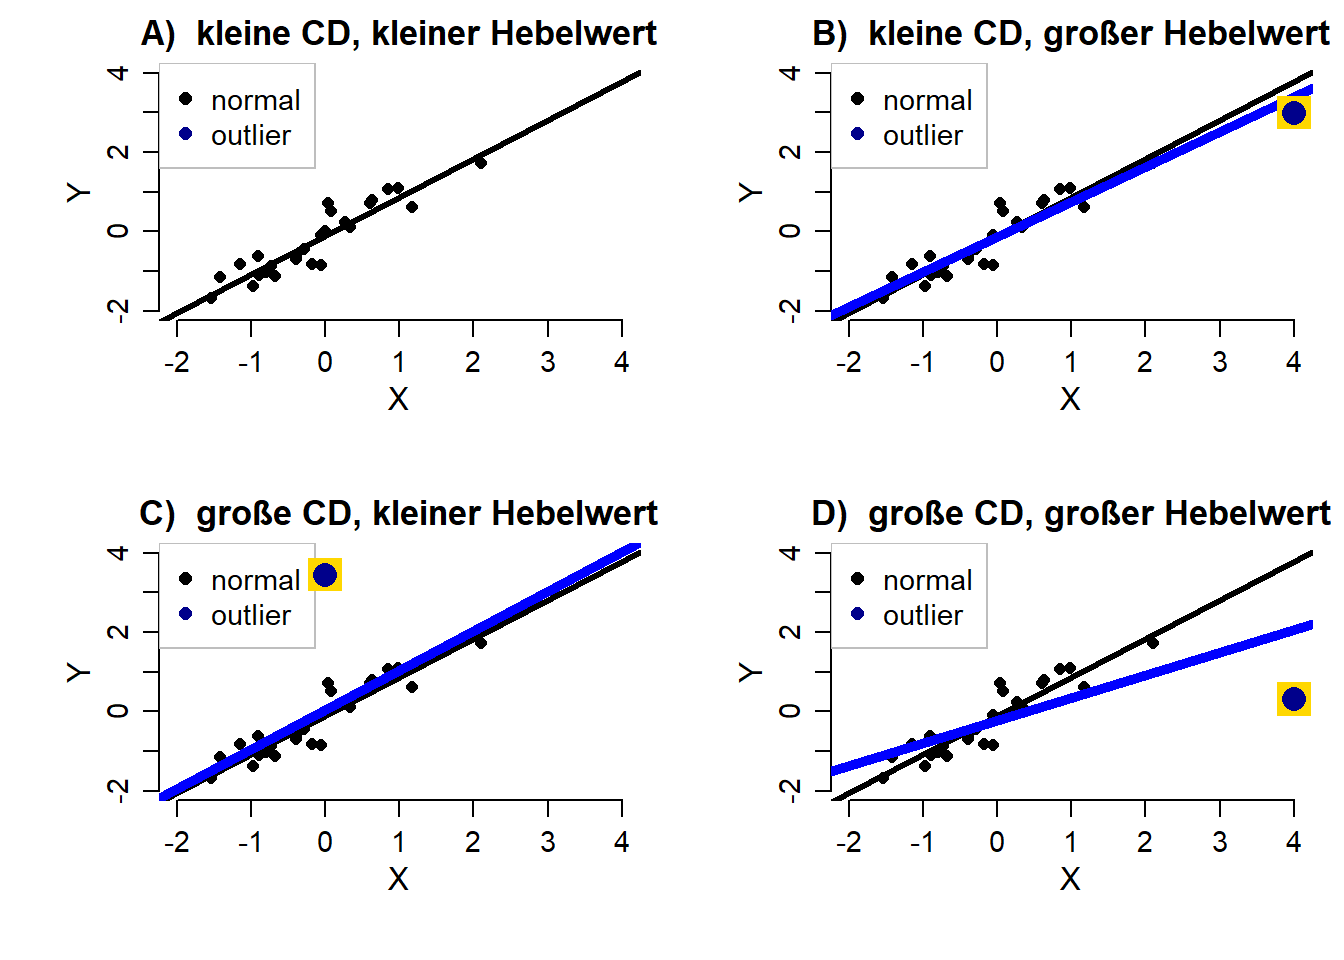 A)  kleine CD, kleiner Hebelwert
normal
outlier
Y
4
2
0
-2
-2 -1 0 1 2 3 4
X
B)  kleine CD, großer Hebelwert
normal
outlier
Y
4
2
0
-2
-2 -1 0 1 2 3 4
X
C)  große CD, kleiner Hebelwert
normal
outlier
Y
4
2
0
-2
-2 -1 0 1 2 3 4
X
D)  große CD, großer Hebelwert
normal
outlier
Y
4
2
0
-2
-2 -1 0 1 2 3 4
X